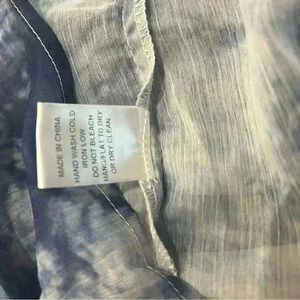 MADE IN CHINA
HAND WASH COLD
IRON LOW
DO NOT BLEACH
HANG/FLAT TO DRY
OR DRY CLEAN